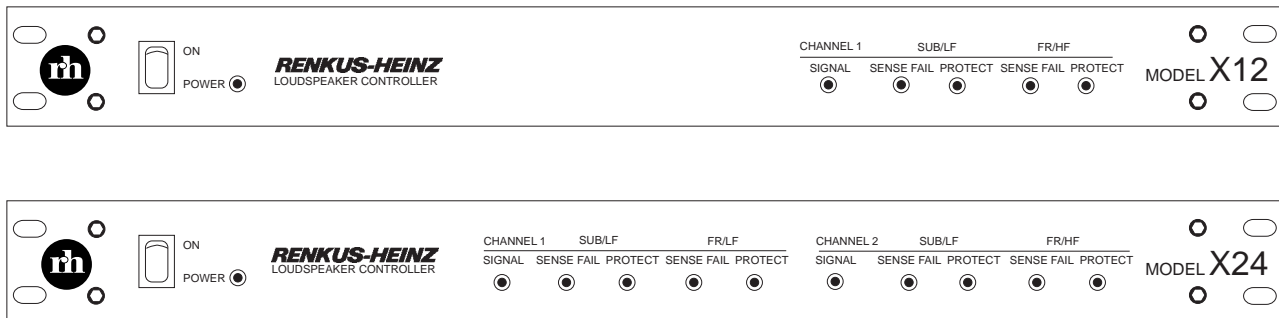 rh
ON
POWER
RENKUS-HEINZ
LOUDSPEAKER CONTROLLER
CHANNEL 1 SUB/LF FR/HF
SIGNAL SENSE FAIL PROTECT SENSE FAIL PROTECT
MODEL X12
rh
ON
POWER
RENKUS-HEINZ
LOUDSPEAKER CONTROLLER
CHANNEL 1 SUB/LF FR/LF CHANNEL 2 SUB/LF FR/HF
SIGNAL SENSE FAIL PROTECT SENSE FAIL PROTECT SIGNAL SENSE FAIL PROTECT SENSE FAIL PROTECT
MODEL X24